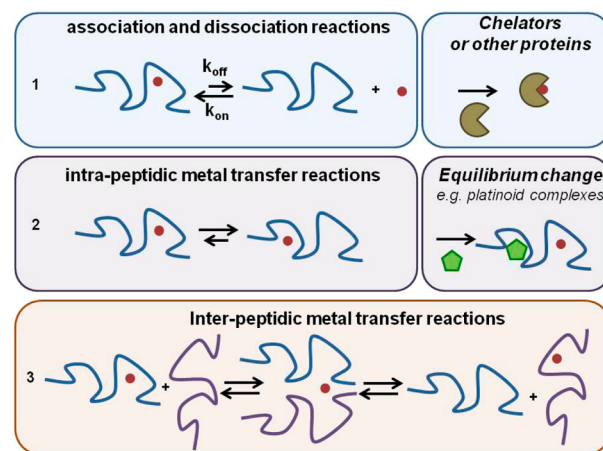 association and dissociation reactions
Chelators
or other proteins
1
koff
kon
+
intra-peptidic metal transfer reactions
Equilibrium change
e.g. platinoid complexes
2
Inter-peptidic metal transfer reactions
3
+
+